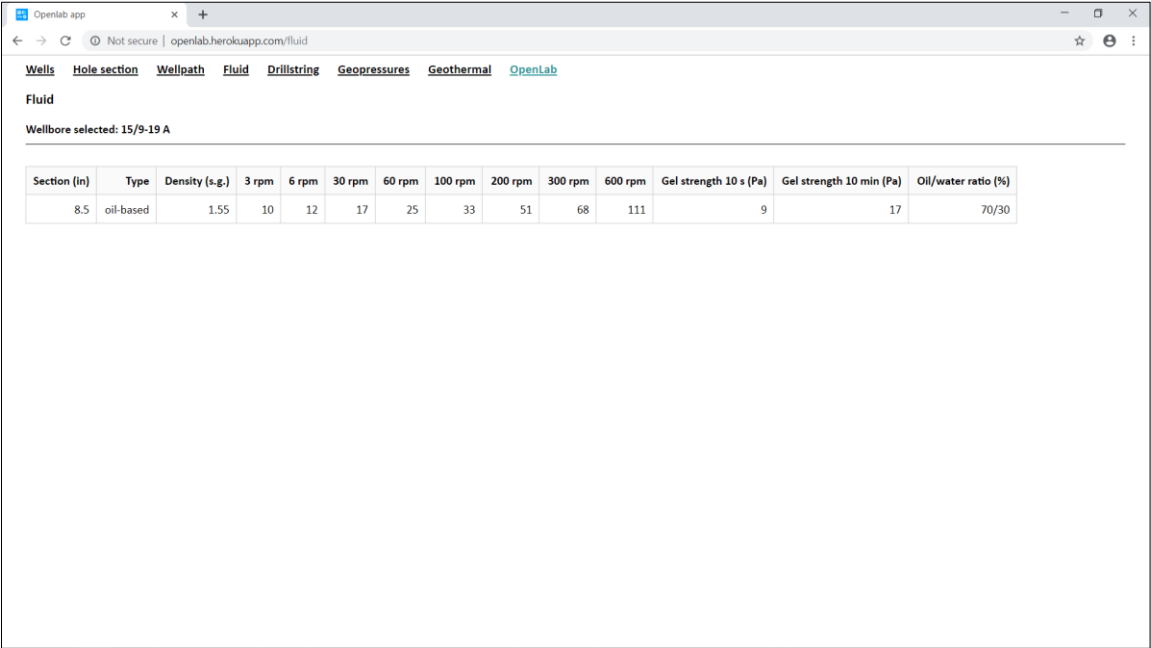 Openlab app
Not secure | openlab.herokuapp.com/fluid
Wells Hole section Wellpath Fluid Drillstring Geopressures Geothermal OpenLab
Fluid
Wellbore selected: 15/9-19 A
Section (in) Type Density (s.g.) 3 rpm 6 rpm 30 rpm 60 rpm 100 rpm 200 rpm 300 rpm 600 rpm Gel strength 10 s (Pa) Gel strength 10 min (Pa) Oil/water ratio (%)
8.5 oil-based 1.55 10 12 17 25 33 51 68 111 9 17 70/30